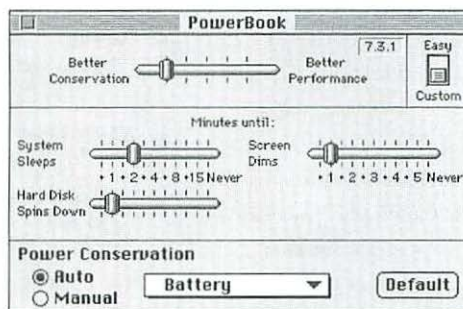 PowerBook
7.3.1
Better Conservation
Better Performance
Easy
Custom
Minutes until:
System Sleeps
• 1 • 2 • 4 • 8 • 15 Never
Screen Dims
• 1 • 2 • 3 • 4 • 5 Never
Hard Disk Spins Down
Power Conservation
Auto
Manual
Battery
Default